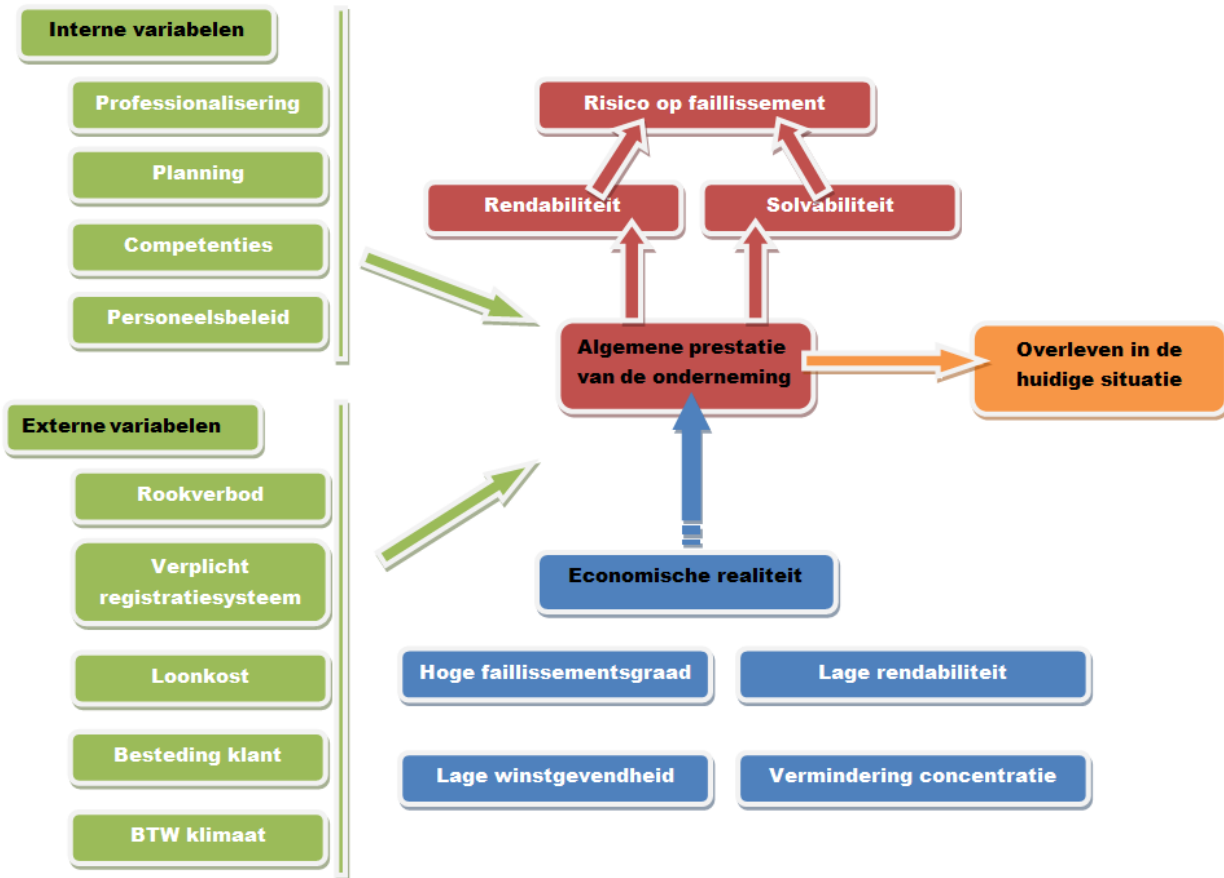 Interne variabelen
Professionalisering
Planning
Competenties
Personeelsbeleid
Externe variabelen
Rookverbod
Verplicht
registratiesysteem
Loonkost
Besteding klant
BTW klimaat
Risico op faillissement
Rendabiliteit
Solvabiliteit
Algemene prestatie
van de onderneming
Overleven in de
huidige situatie
Economische realiteit
Hoge faillissementsgraad
Lage rendabiliteit
Lage winstgevendheid
Vermindering concentratie